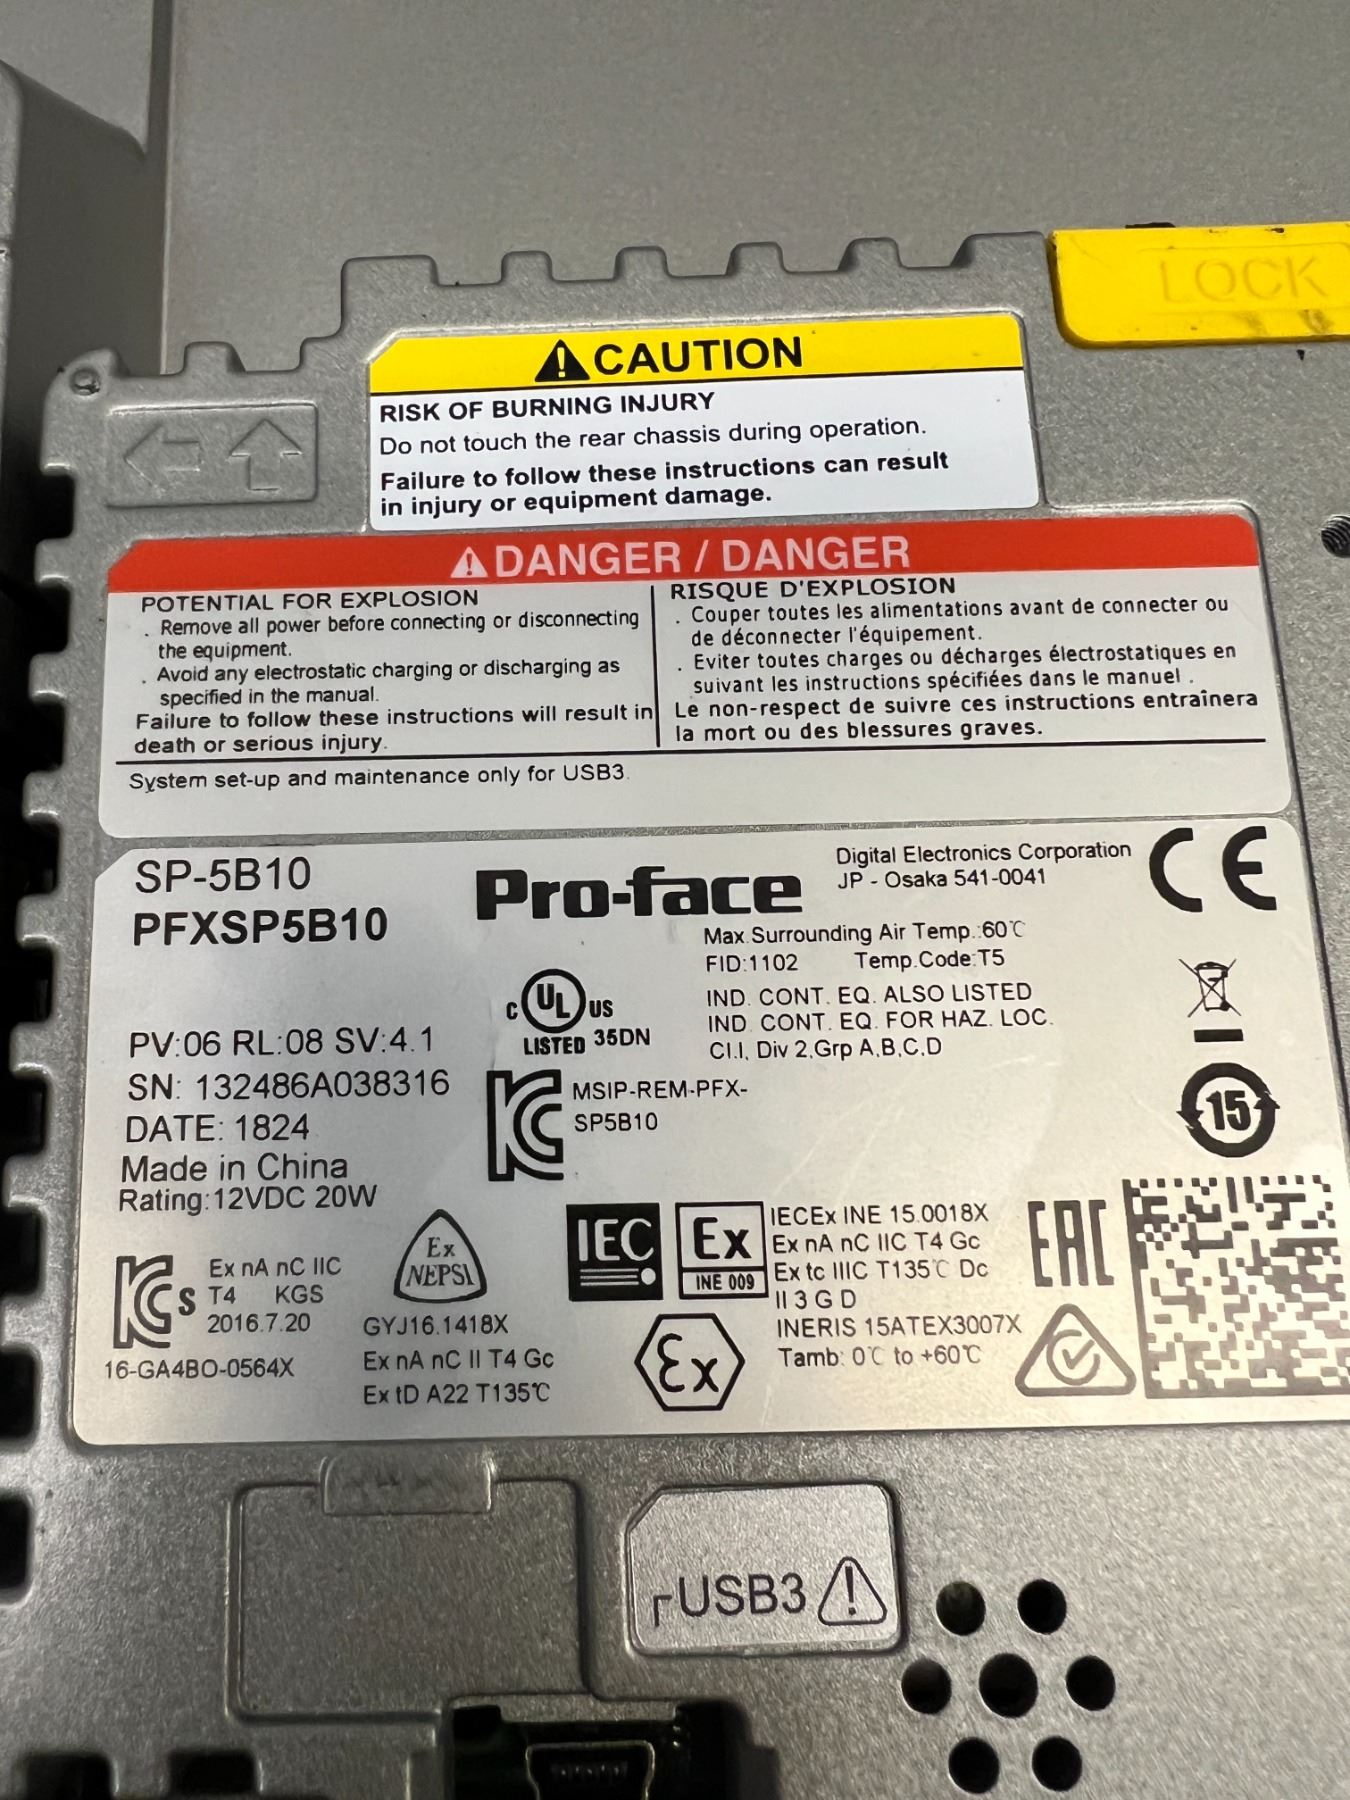 LOCK
CAUTION
RISK OF BURNING INJURY
Do not touch the rear chassis during operation.
Failure to follow these instructions can result
in injury or equipment damage.
DANGER / DANGER
POTENTIAL FOR EXPLOSION
. Remove all power before connecting or disconnecting
the equipment.
. Avoid any electrostatic charging or discharging as
specified in the manual.
Failure to follow these instructions will result in
death or serious injury.
RISQUE D'EXPLOSION
. Couper toutes les alimentations avant de connecter ou
de déconnecter l'équipement.
. Eviter toutes charges ou décharges électrostatiques en
suivant les instructions spécifiées dans le manuel .
Le non-respect de suivre ces instructions entraînera
la mort ou des blessures graves.
System set-up and maintenance only for USB3.
SP-5B10
PFXSP5B10
Pro-face
Digital Electronics Corporation
JP - Osaka 541-0041
CE
Max.Surrounding Air Temp.:60℃
FID:1102 Temp.Code:T5
IND. CONT. EQ. ALSO LISTED
IND. CONT. EQ. FOR HAZ. LOC.
Cl.I, Div 2,Grp A,B,C,D
C UL US
LISTED 35DN
PV:06 RL:08 SV:4.1
SN: 132486A038316
DATE: 1824
Made in China
Rating:12VDC 20W
MSIP-REM-PFX-
SP5B10
15
S
Ex nA nC IIC
T4 KGS
2016.7.20
16-GA4BO-0564X
Ex
NEPSI
GYJ16.1418X
Ex nA nC II T4 Gc
Ex tD A22 T135℃
IEC
Ex
INE 009
IECEx INE 15.0018X
Ex nA nC IIC T4 Gc
Ex tc IIIC T135℃ Dc
II 3 G D
INERIS 15ATEX3007X
Tamb: 0℃ to +60℃
Ex
EAC
USB3